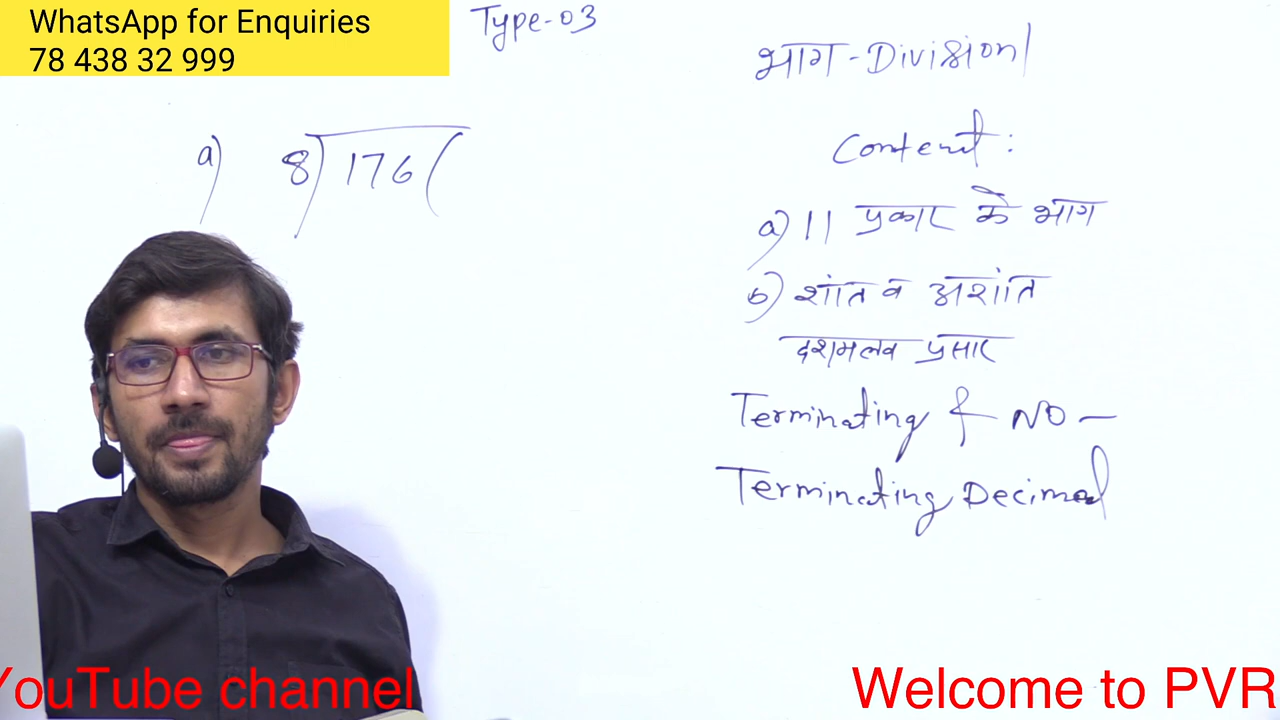 WhatsApp for Enquiries
78 438 32 999
Type-03
भाग-Division
a) 8)176(
Content:
a) 11 प्रकार के भाग
b) शांत व अशांत
दशमलव प्रसार
Terminating & NO-
Terminating Decimal
YouTube channel
Welcome to PVR